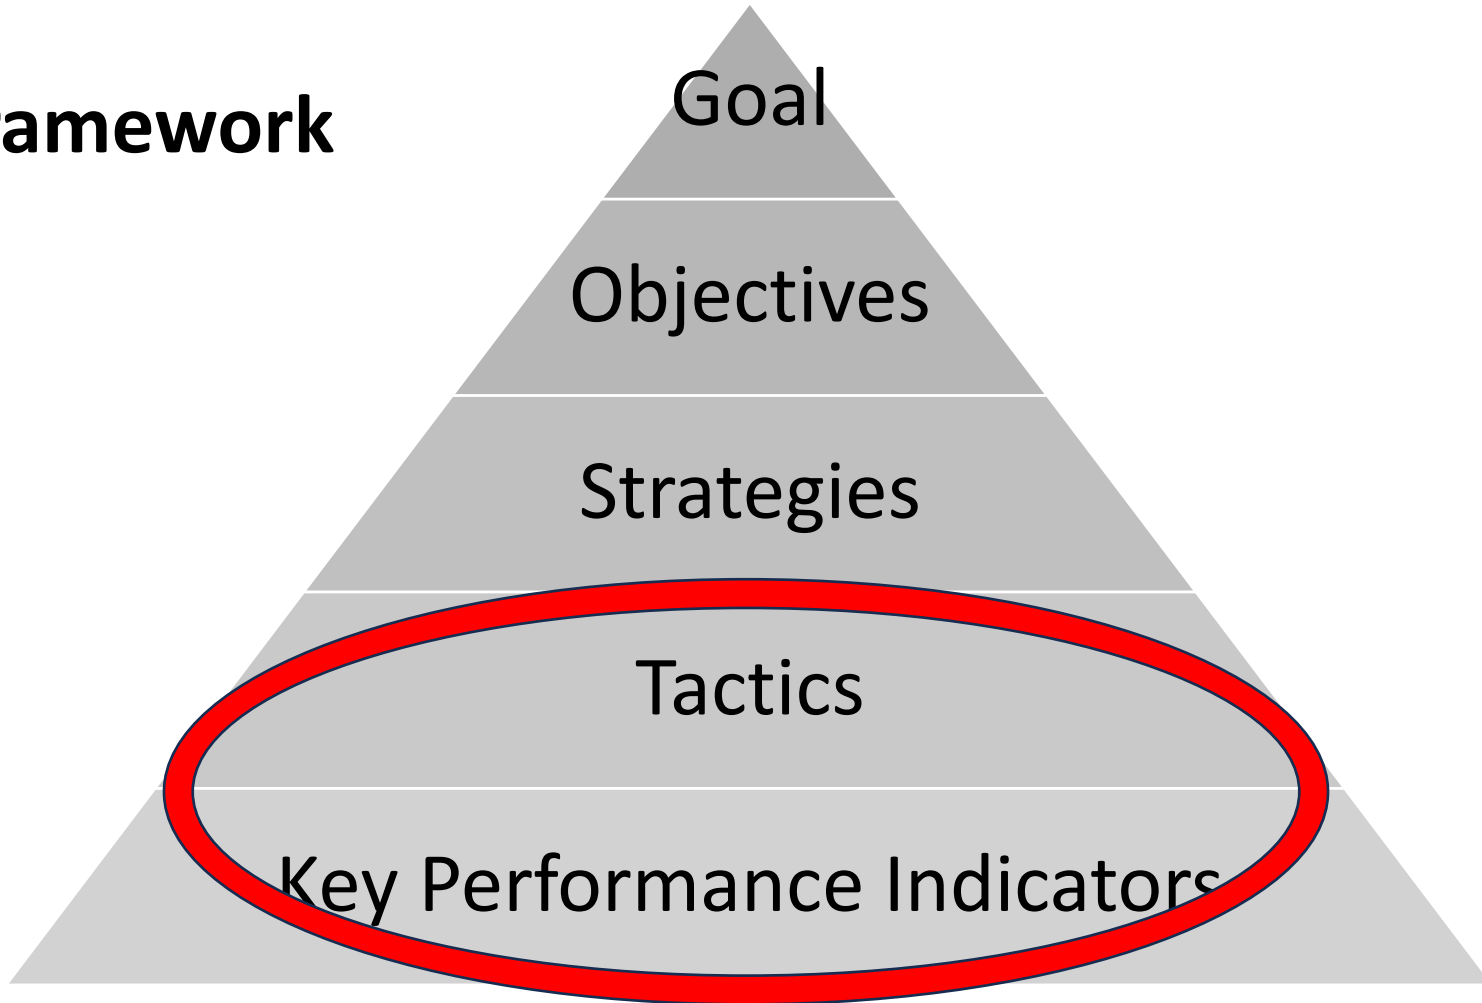 Goal
amework
Objectives
Strategies
Tactics
Key Performance Indicators